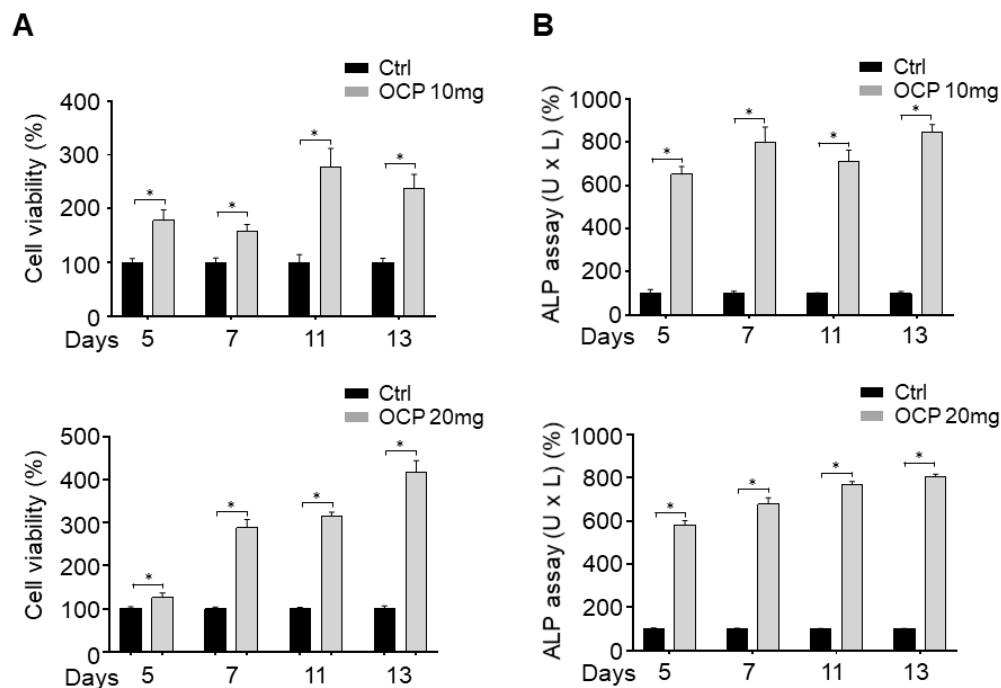 A
Ctrl
OCP 10mg
Cell viability (%)
400
300
200
100
0
*
*
*
*
Days 5 7 11 13
B
Ctrl
OCP 10mg
ALP assay (U x L) (%)
1000
800
600
400
200
0
*
*
*
*
Days 5 7 11 13
Ctrl
OCP 20mg
Cell viability (%)
500
400
300
200
100
0
*
*
*
*
Days 5 7 11 13
Ctrl
OCP 20mg
ALP assay (U x L) (%)
1000
800
600
400
200
0
*
*
*
*
Days 5 7 11 13